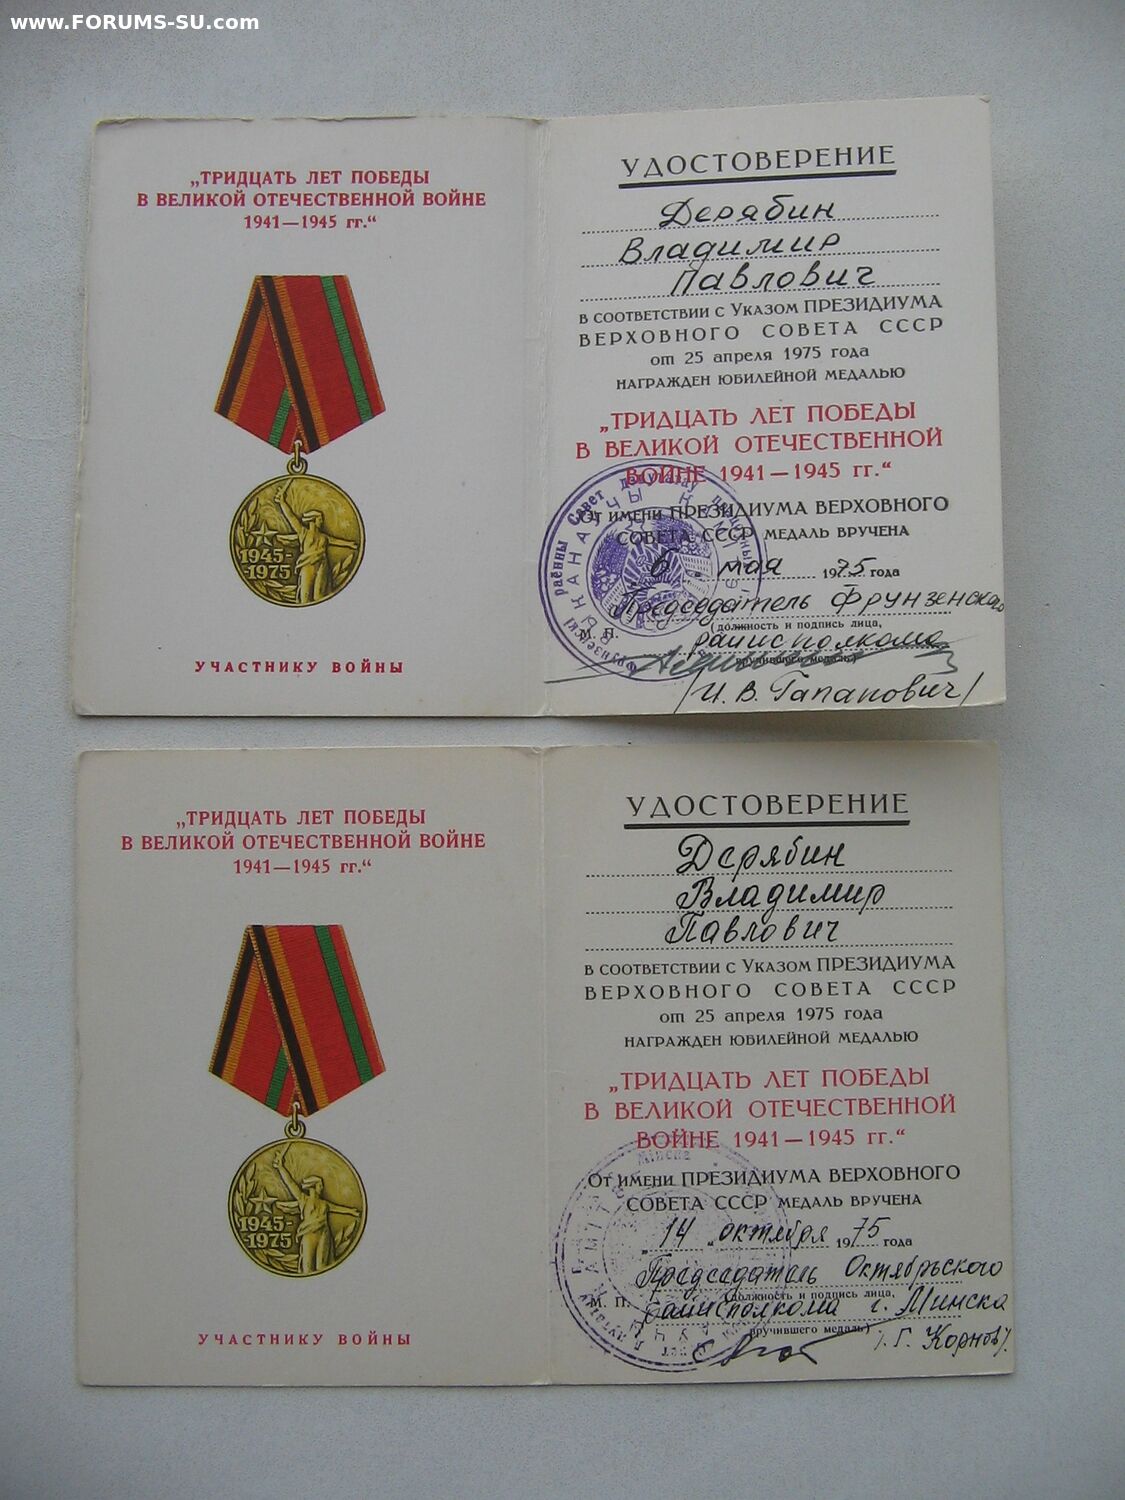 www.FORUMS-SU.com
„ТРИДЦАТЬ ЛЕТ ПОБЕДЫ
В ВЕЛИКОЙ ОТЕЧЕСТВЕННОЙ ВОЙНЕ
1941—1945 гг.“
1945-
-1975
УЧАСТНИКУ ВОЙНЫ
УДОСТОВЕРЕНИЕ
Дерябин
Владимир
Павлович
в соответствии с Указом ПРЕЗИДИУМА
ВЕРХОВНОГО СОВЕТА СССР
от 25 апреля 1975 года
награжден юбилейной медалью
„ТРИДЦАТЬ ЛЕТ ПОБЕДЫ
В ВЕЛИКОЙ ОТЕЧЕСТВЕННОЙ
ВОЙНЕ 1941—1945 гг.“
От имени ПРЕЗИДИУМА ВЕРХОВНОГО
СОВЕТА СССР медаль вручена
„6“ мая 1975 года
Председатель Фрунзенского
(должность и подпись лица,
М. П.
райисполкома
вручившего медаль)
/И. В. Гапанович/
Фрунзенскі раённы Савет дэпутатаў працоўных
„ТРИДЦАТЬ ЛЕТ ПОБЕДЫ
В ВЕЛИКОЙ ОТЕЧЕСТВЕННОЙ ВОЙНЕ
1941—1945 гг.“
1945-
-1975
УЧАСТНИКУ ВОЙНЫ
УДОСТОВЕРЕНИЕ
Дерябин
Владимир
Павлович
в соответствии с Указом ПРЕЗИДИУМА
ВЕРХОВНОГО СОВЕТА СССР
от 25 апреля 1975 года
награжден юбилейной медалью
„ТРИДЦАТЬ ЛЕТ ПОБЕДЫ
В ВЕЛИКОЙ ОТЕЧЕСТВЕННОЙ
ВОЙНЕ 1941—1945 гг.“
От имени ПРЕЗИДИУМА ВЕРХОВНОГО
СОВЕТА СССР медаль вручена
„14“ октября 1975 года
Председатель Октябрьского
(должность и подпись лица,
М. П.
райисполкома г. Минска
вручившего медаль)
Г. Корнов/